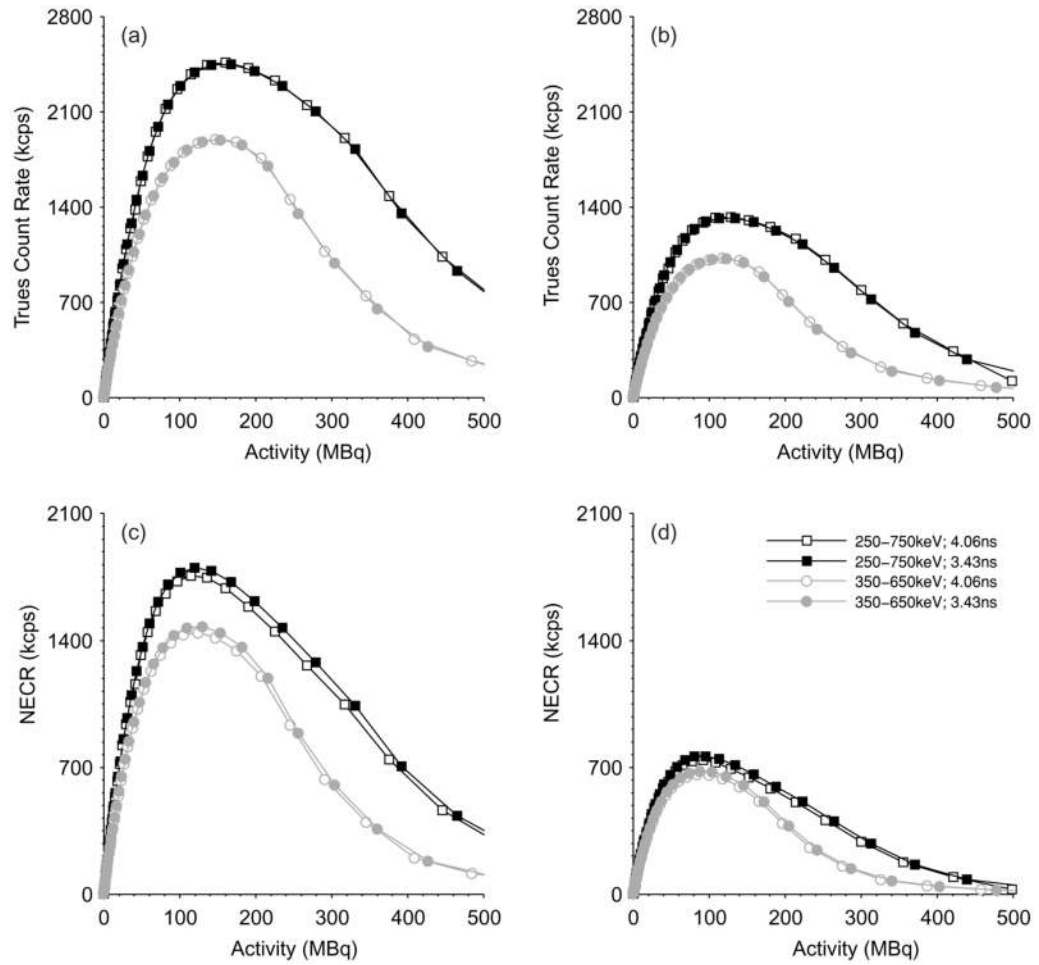 (a)
Trues Count Rate (kcps)
2800
2100
1400
700
0
0 100 200 300 400 500
Activity (MBq)
(b)
Trues Count Rate (kcps)
2800
2100
1400
700
0
0 100 200 300 400 500
Activity (MBq)
(c)
NECR (kcps)
2100
1400
700
0
0 100 200 300 400 500
Activity (MBq)
(d)
NECR (kcps)
2100
1400
700
0
0 100 200 300 400 500
Activity (MBq)
250–750keV; 4.06ns
250–750keV; 3.43ns
350–650keV; 4.06ns
350–650keV; 3.43ns